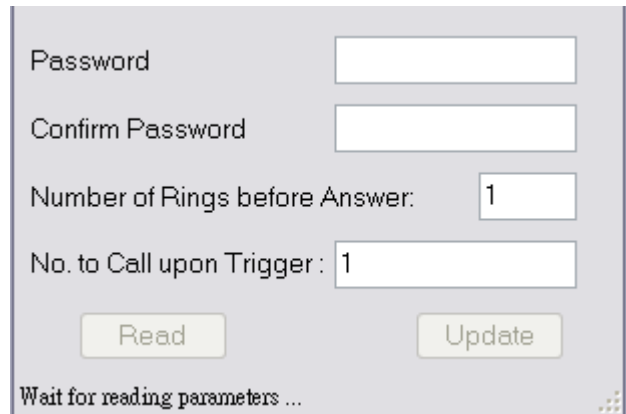 Password
Confirm Password
Number of Rings before Answer: 1
No. to Call upon Trigger : 1
Read Update
Wait for reading parameters ...